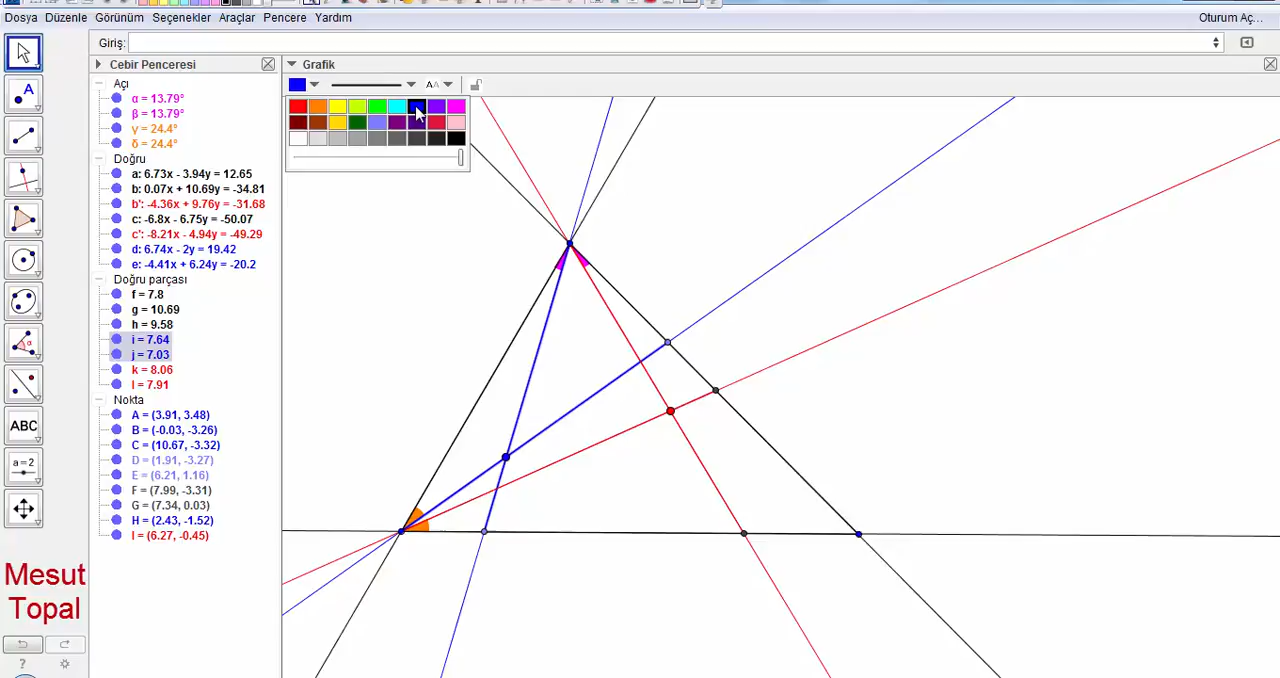 Dosya Düzenle Görünüm Seçenekler Araçlar Pencere Yardım
Oturum Aç...
Giriş:
Cebir Penceresi
Grafik
Açı
α = 13.79°
β = 13.79°
γ = 24.4°
δ = 24.4°
Doğru
a: 6.73x - 3.94y = 12.65
b: 0.07x + 10.69y = -34.81
b': -4.36x + 9.76y = -31.68
c: -6.8x - 6.75y = -50.07
c': -8.21x - 4.94y = -49.29
d: 6.74x - 2y = 19.42
e: -4.41x + 6.24y = -20.2
Doğru parçası
f = 7.8
g = 10.69
h = 9.58
i = 7.64
j = 7.03
k = 8.06
l = 7.91
Nokta
A = (3.91, 3.48)
B = (-0.03, -3.26)
C = (10.67, -3.32)
D = (1.91, -3.27)
E = (6.21, 1.16)
F = (7.99, -3.31)
G = (7.34, 0.03)
H = (2.43, -1.52)
I = (6.27, -0.45)
A
α
ABC
a=2
AA
Mesut
Topal
?